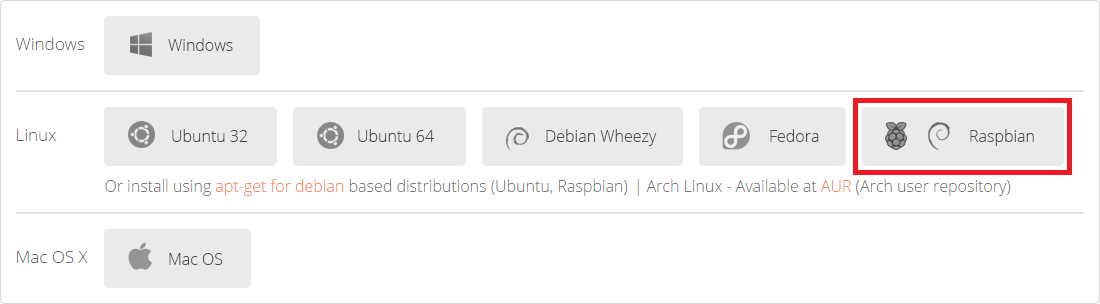 Windows Windows
Linux Ubuntu 32 Ubuntu 64 Debian Wheezy Fedora Raspbian
Or install using apt-get for debian based distributions (Ubuntu, Raspbian) | Arch Linux - Available at AUR (Arch user repository)
Mac OS X Mac OS